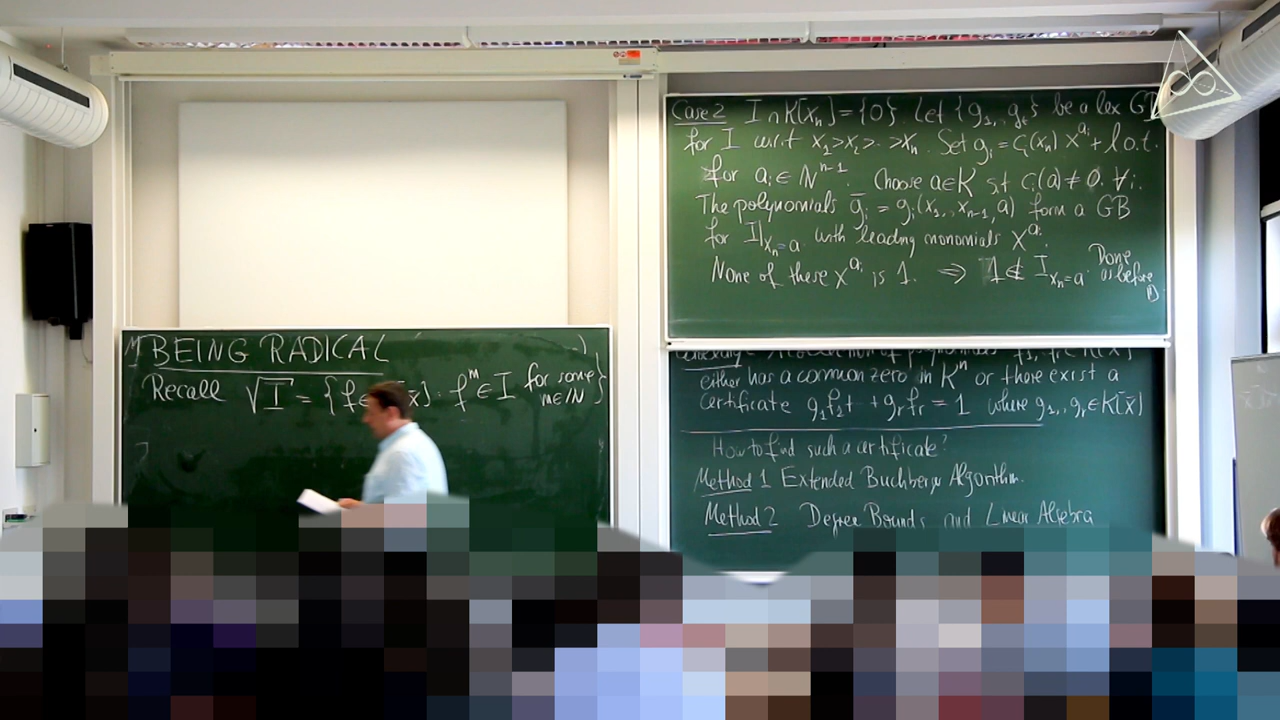 BEING RADICAL
Recall √I = {f∈ x̄]: f^m ∈ I for some
m∈ℕ}
Case 2 I ∩ K[xₙ] = {0}. Let {g₁,..,gₜ} be a lex GB
for I w.r.t x₁>x₂>..>xₙ. Set gᵢ = cᵢ(xₙ) x^{aᵢ} + l.o.t.
for aᵢ ∈ ℕ^{n-1}. Choose a∈K st cᵢ(a) ≠ 0. ∀i.
The polynomials ḡᵢ = gᵢ(x₁,..,xₙ₋₁,a) form a GB
for I|ₓₙ₌ₐ with leading monomials x^{aᵢ}.
None of these x^{aᵢ} is 1. ⇒ 1 ∉ Iₓₙ₌ₐ. Done
as before
either has a common zero in Kⁿ or there exist a
certificate g₁f₁+ +gᵣfᵣ = 1 where g₁,..,gᵣ∈K[x̄]
How to find such a certificate?
Method 1 Extended Buchberger Algorithm.
Method 2 Degree Bounds and Linear Algebra